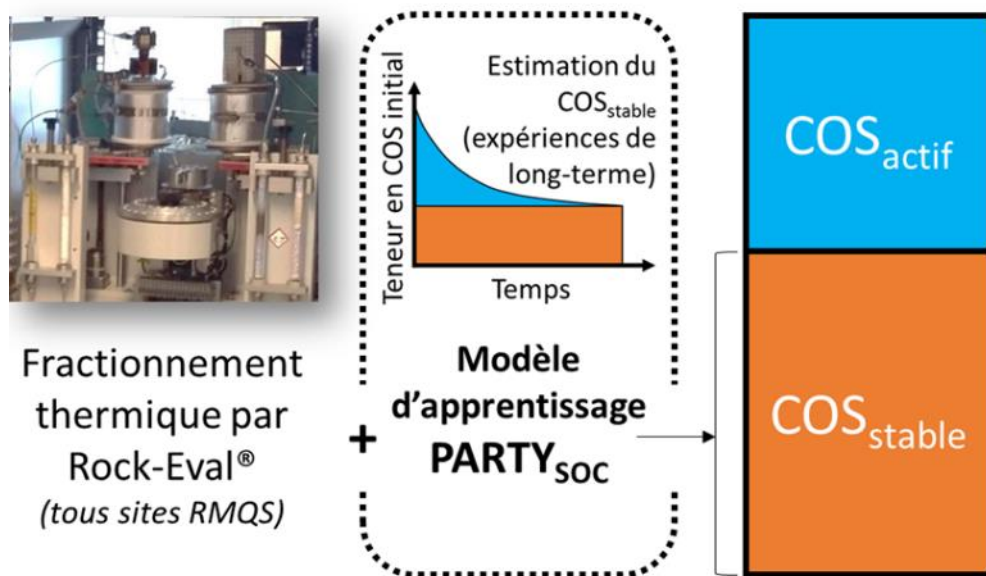 Fractionnement
thermique par
Rock-Eval®
(tous sites RMQS)
+
Teneur en COS initial
Estimation du
COSstable
(expériences de
long-terme)
Temps
Modèle
d'apprentissage
PARTYSOC
COSactif
COSstable